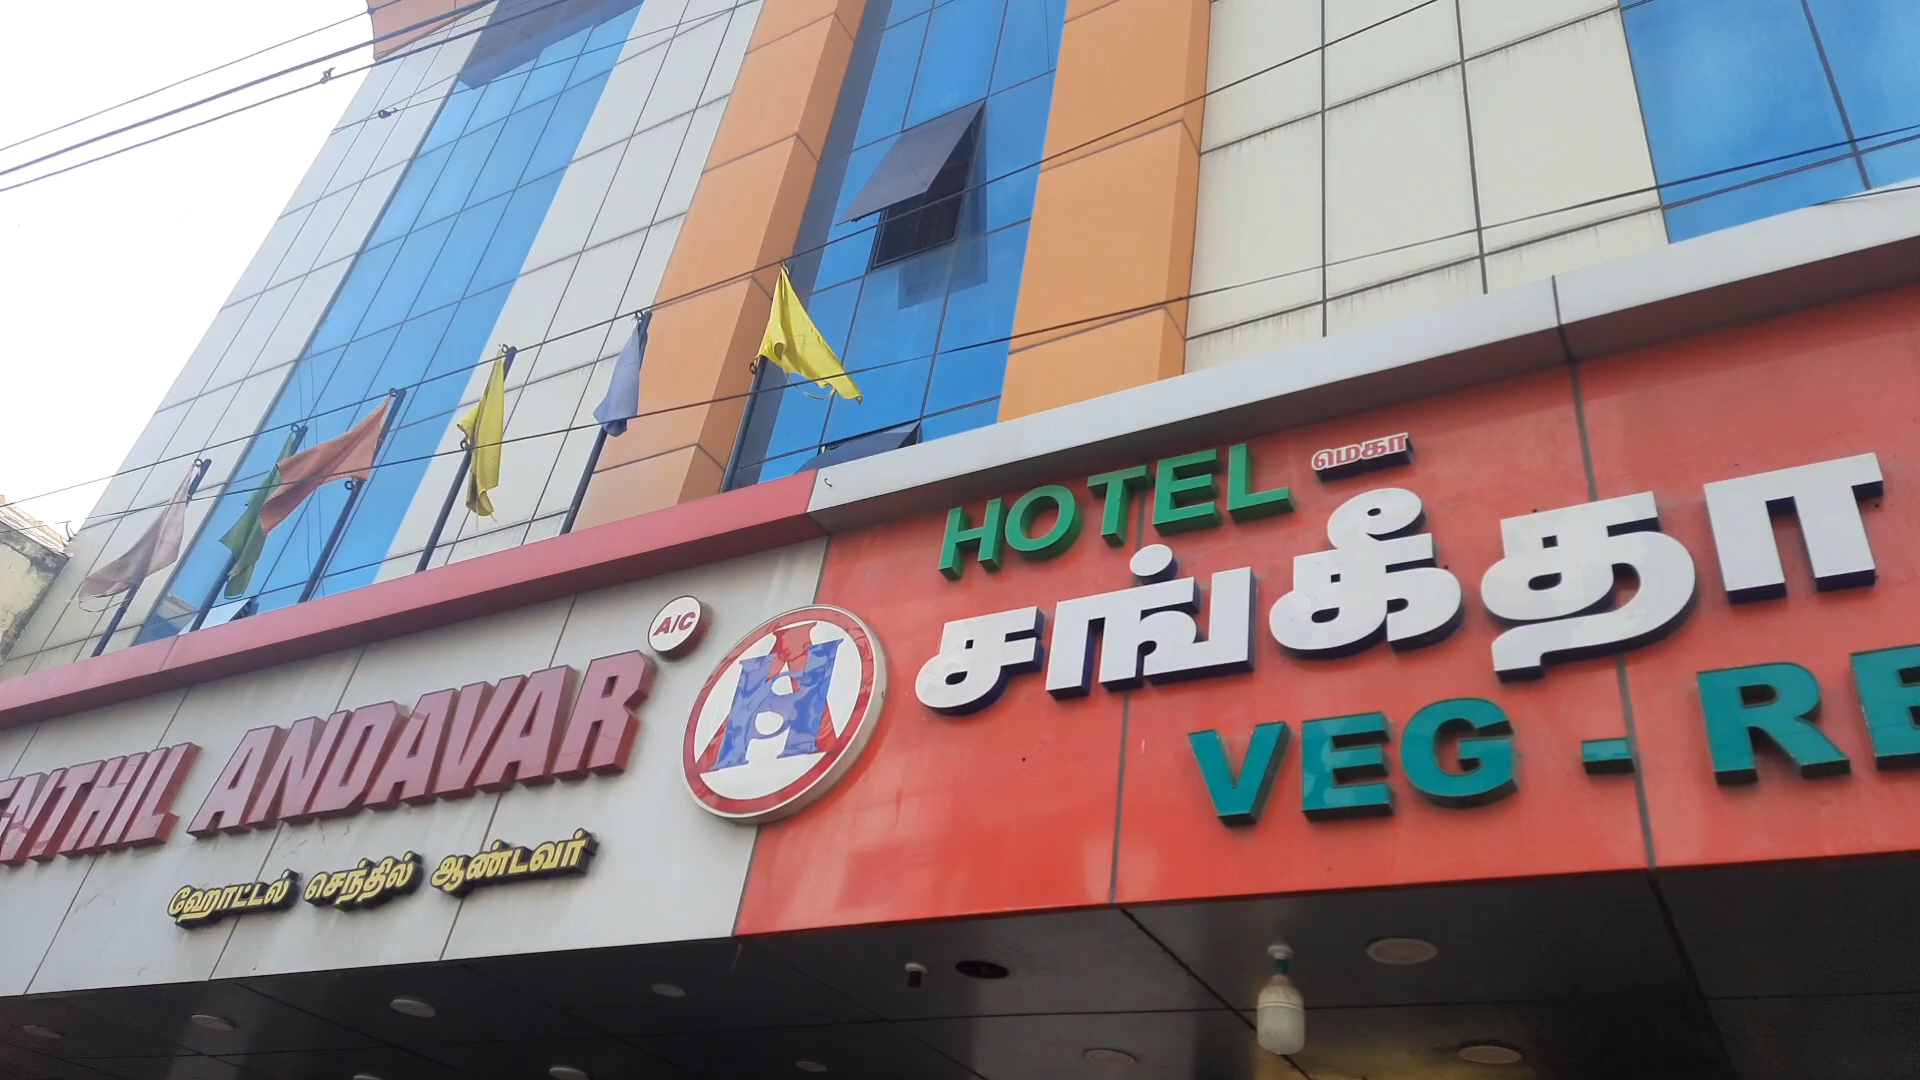 A/C
ENTHIL ANDAVAR
ஹோட்டல் செந்தில் ஆண்டவர்
HOTEL மெகா
சங்கீதா
VEG - RE